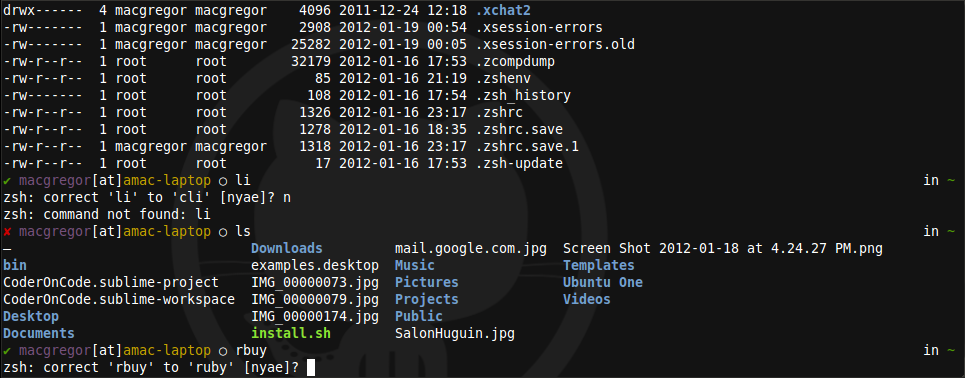 drwx------  4 macgregor macgregor    4096 2011-12-24 12:18 .xchat2
-rw-------  1 macgregor macgregor    2908 2012-01-19 00:54 .xsession-errors
-rw-------  1 macgregor macgregor   25282 2012-01-19 00:05 .xsession-errors.old
-rw-r--r--  1 root      root        32179 2012-01-16 17:53 .zcompdump
-rw-r--r--  1 root      root           85 2012-01-16 21:19 .zshenv
-rw-------  1 root      root          108 2012-01-16 17:54 .zsh_history
-rw-r--r--  1 root      root         1326 2012-01-16 23:17 .zshrc
-rw-r--r--  1 root      root         1278 2012-01-16 18:35 .zshrc.save
-rw-r--r--  1 macgregor macgregor    1318 2012-01-16 23:17 .zshrc.save.1
-rw-r--r--  1 root      root           17 2012-01-16 17:53 .zsh-update
✔ macgregor[at]amac-laptop ○ li in ~
zsh: correct 'li' to 'cli' [nyae]? n
zsh: command not found: li
✘ macgregor[at]amac-laptop ○ ls in ~
–  Downloads  mail.google.com.jpg  Screen Shot 2012-01-18 at 4.24.27 PM.png
bin  examples.desktop  Music  Templates
CoderOnCode.sublime-project  IMG_00000073.jpg  Pictures  Ubuntu One
CoderOnCode.sublime-workspace  IMG_00000079.jpg  Projects  Videos
Desktop  IMG_00000174.jpg  Public
Documents  install.sh  SalonHuguin.jpg
✔ macgregor[at]amac-laptop ○ rbuy in ~
zsh: correct 'rbuy' to 'ruby' [nyae]?